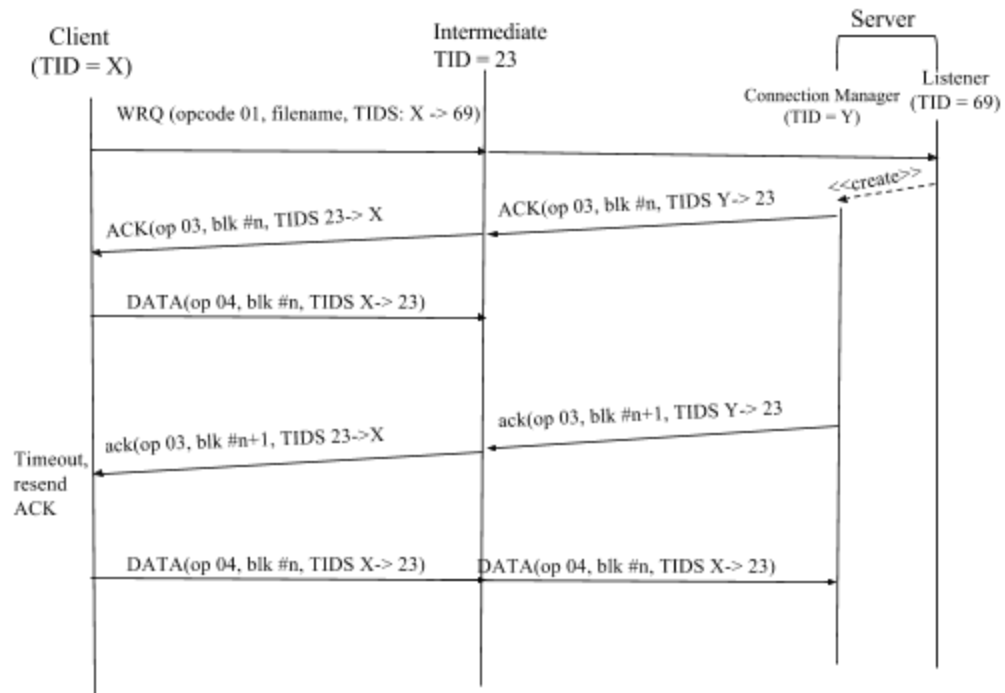 Server
Client
(TID = X)
Intermediate
TID = 23
Listener
(TID = 69)
Connection Manager
(TID = Y)
WRQ (opcode 01, filename, TIDS: X -> 69)
<<create>>
ACK(op 03, blk #n, TIDS 23-> X
ACK(op 03, blk #n, TIDS Y-> 23
DATA(op 04, blk #n, TIDS X-> 23)
ack(op 03, blk #n+1, TIDS 23->X
ack(op 03, blk #n+1, TIDS Y-> 23
Timeout,
resend
ACK
DATA(op 04, blk #n, TIDS X-> 23)
DATA(op 04, blk #n, TIDS X-> 23)